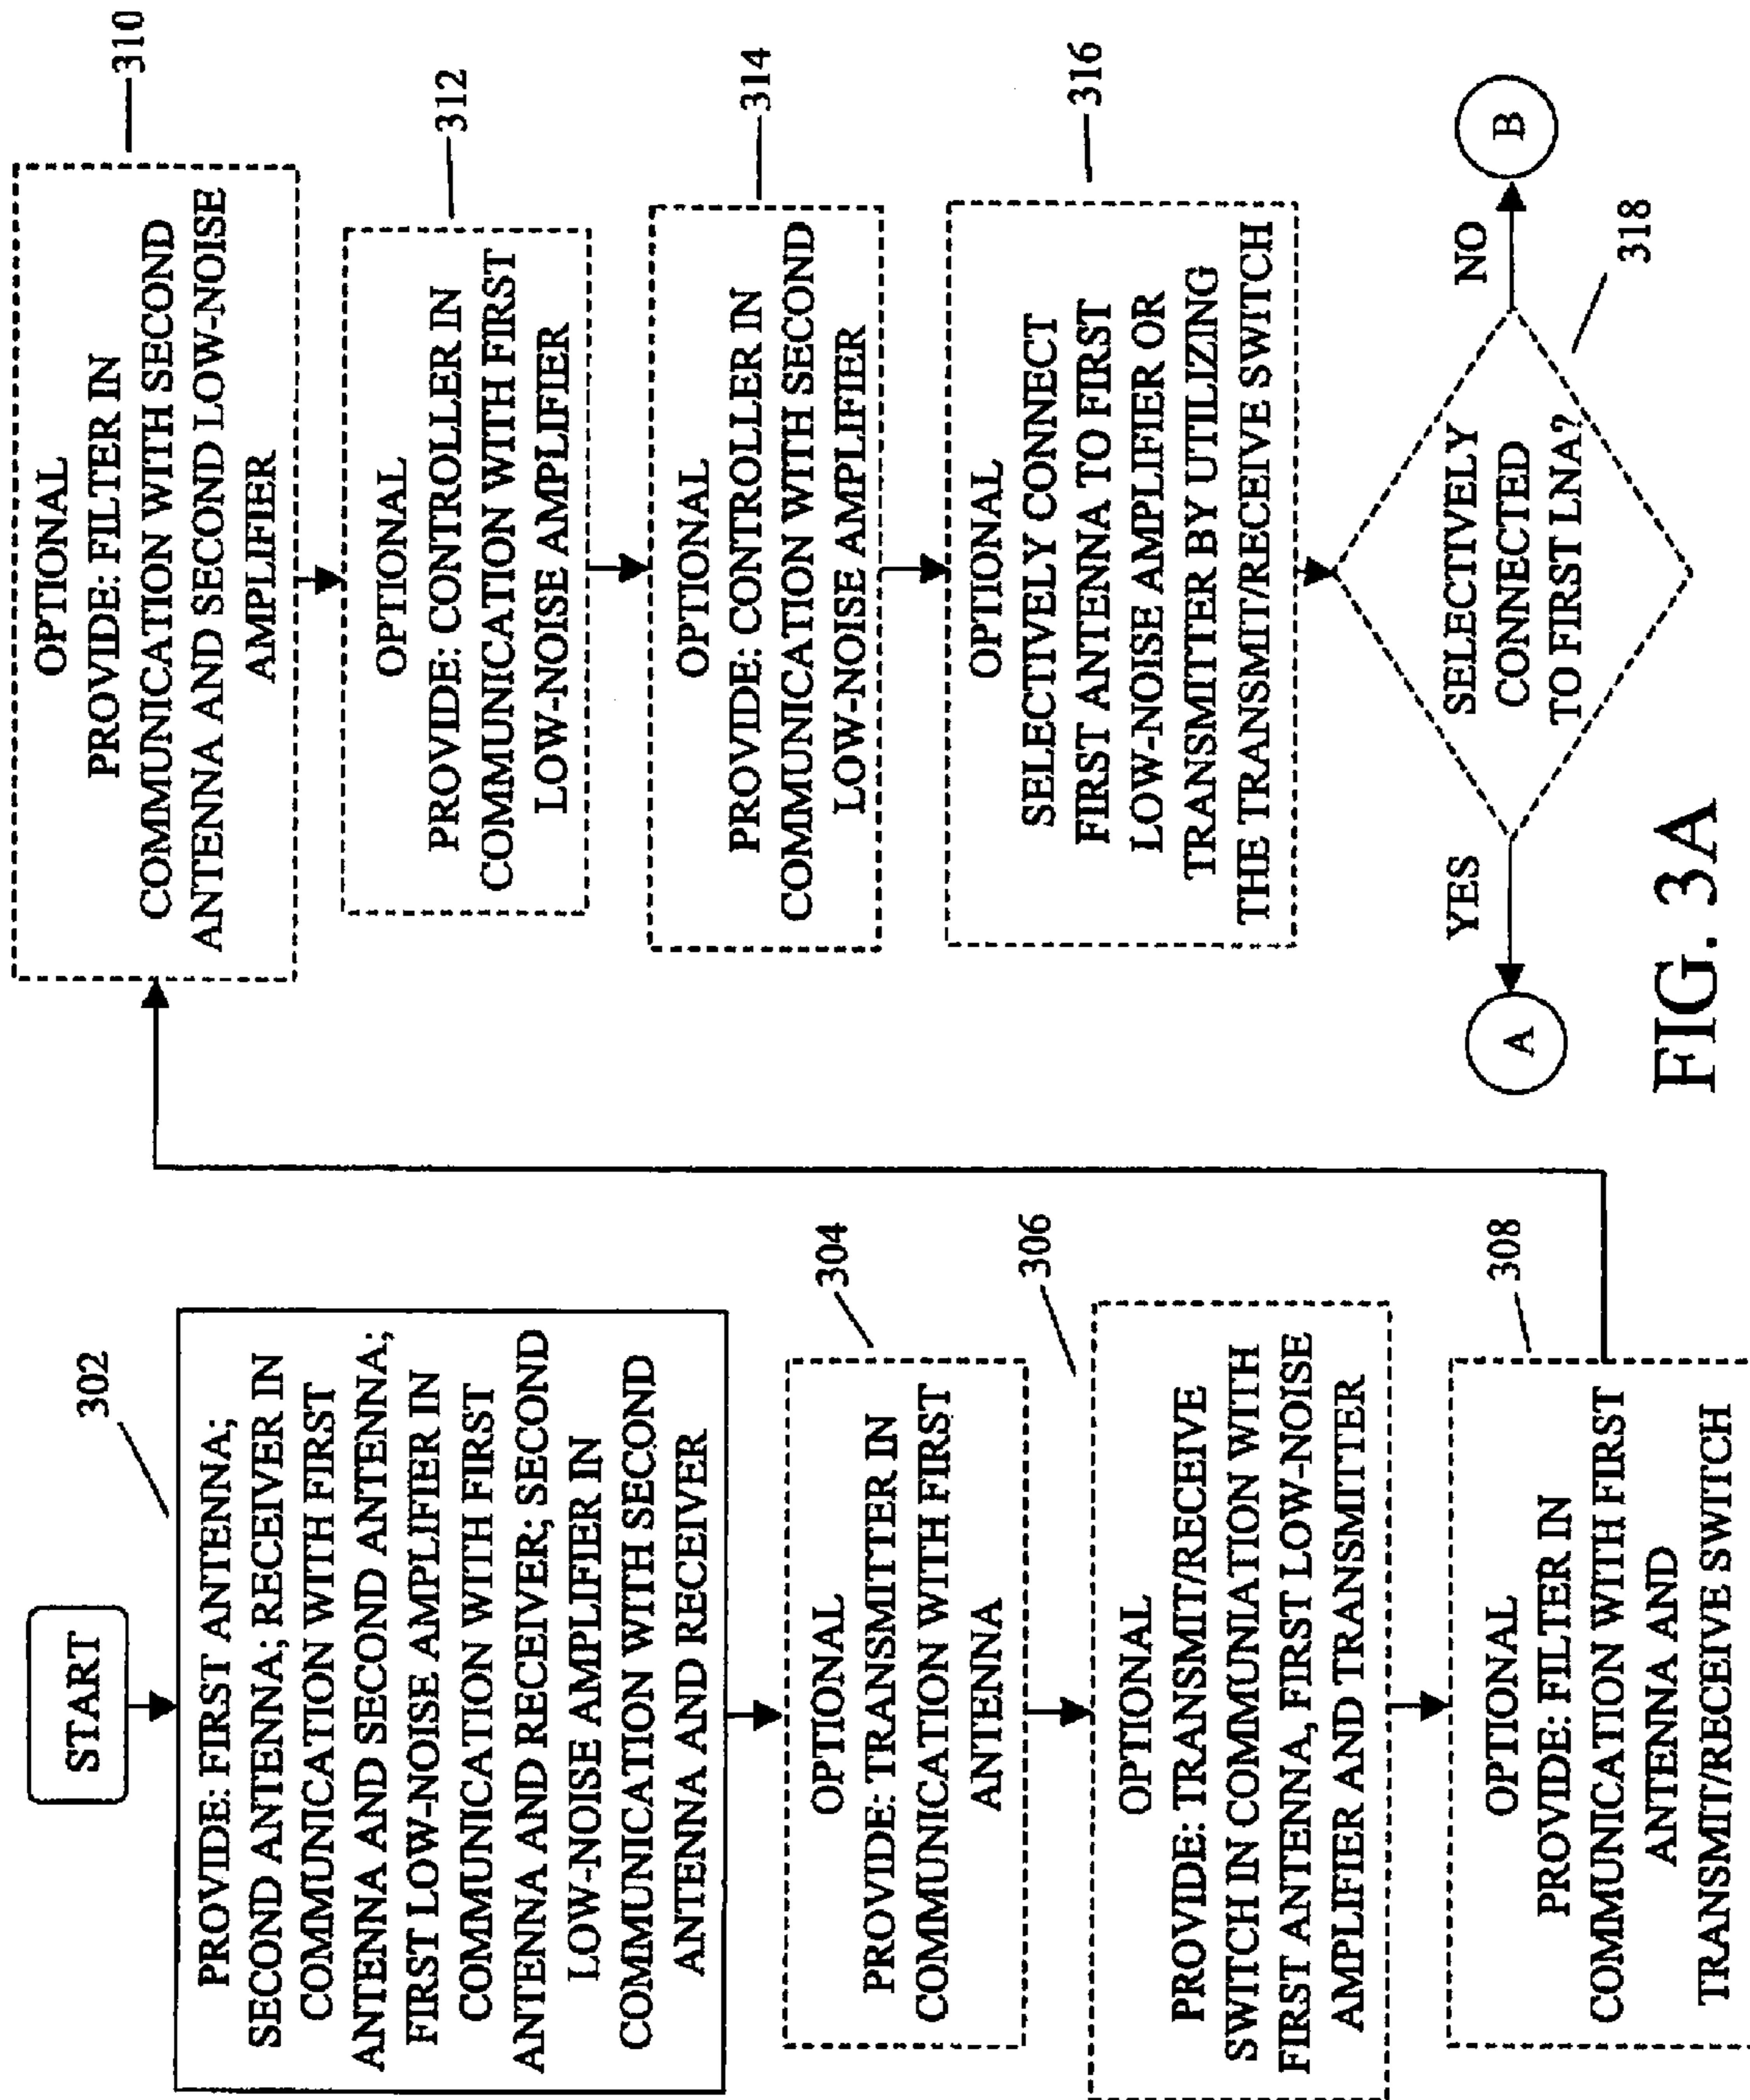 START
302
PROVIDE: FIRST ANTENNA;
SECOND ANTENNA; RECEIVER IN
COMMUNICATION WITH FIRST
ANTENNA AND SECOND ANTENNA;
FIRST LOW-NOISE AMPLIFIER IN
COMMUNICATION WITH FIRST
ANTENNA AND RECEIVER; SECOND
LOW-NOISE AMPLIFIER IN
COMMUNICATION WITH SECOND
ANTENNA AND RECEIVER
304
OPTIONAL
PROVIDE: TRANSMITTER IN
COMMUNICATION WITH FIRST
ANTENNA
306
OPTIONAL
PROVIDE: TRANSMIT/RECEIVE
SWITCH IN COMMUNIATION WITH
FIRST ANTENNA, FIRST LOW-NOISE
AMPLIFIER AND TRANSMITTER
308
OPTIONAL
PROVIDE: FILTER IN
COMMUNICATION WITH FIRST
ANTENNA AND
TRANSMIT/RECEIVE SWITCH
310
OPTIONAL
PROVIDE: FILTER IN
COMMUNICATION WITH SECOND
ANTENNA AND SECOND LOW-NOISE
AMPLIFIER
312
OPTIONAL
PROVIDE: CONTROLLER IN
COMMUNICATION WITH FIRST
LOW-NOISE AMPLIFIER
314
OPTIONAL
PROVIDE: CONTROLLER IN
COMMUNICATION WITH SECOND
LOW-NOISE AMPLIFIER
316
OPTIONAL
SELECTIVELY CONNECT
FIRST ANTENNA TO FIRST
LOW-NOISE AMPLIFIER OR
TRANSMITTER BY UTILIZING
THE TRANSMIT/RECEIVE SWITCH
SELECTIVELY
CONNECTED
TO FIRST LNA?
YES
NO
A
B
318
FIG. 3A